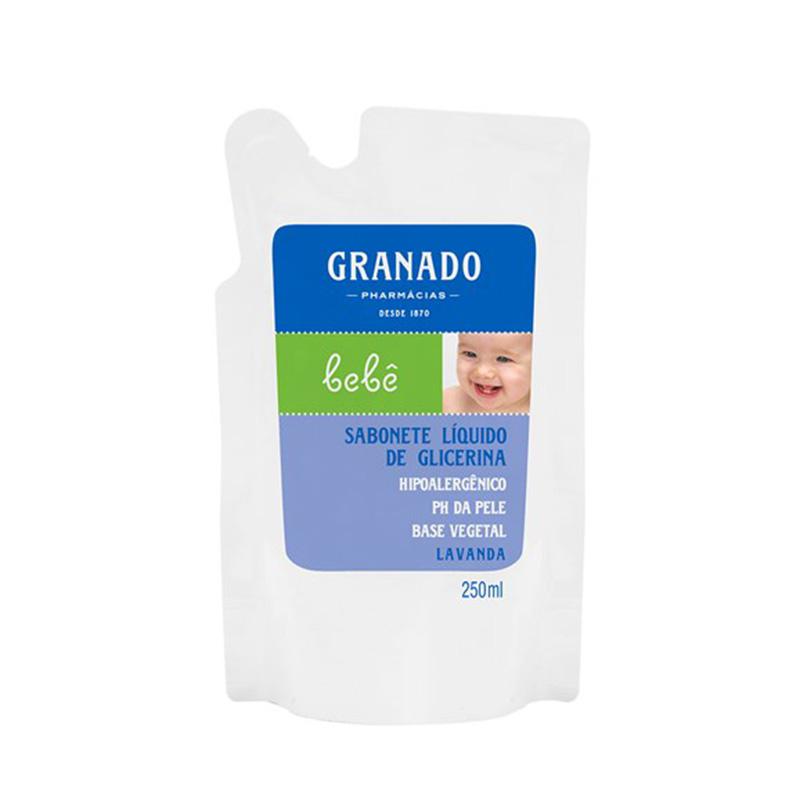 GRANADO
PHARMÁCIAS
DESDE 1870
bebê
SABONETE LÍQUIDO
DE GLICERINA
HIPOALERGÊNICO
PH DA PELE
BASE VEGETAL
LAVANDA
250ml